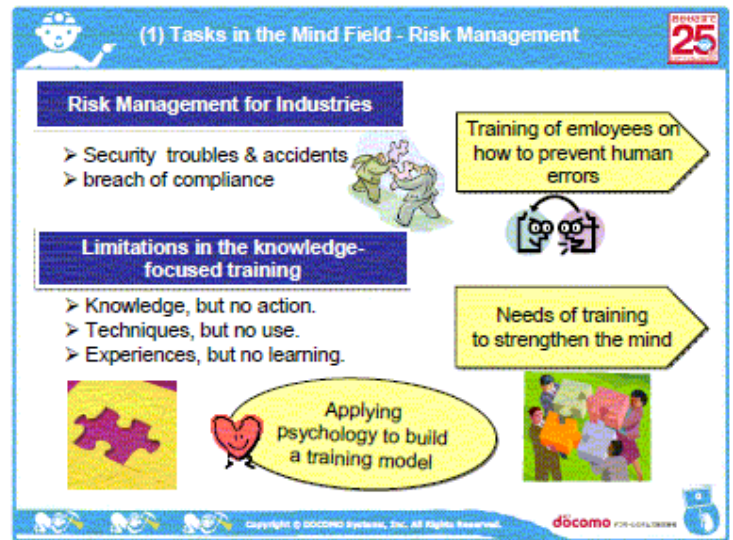 (1) Tasks in the Mind Field - Risk Management
25
Risk Management for Industries
➢ Security troubles & accidents
➢ breach of compliance
Training of emloyees on
how to prevent human
errors
Limitations in the knowledge-
focused training
➢ Knowledge, but no action.
➢ Techniques, but no use.
➢ Experiences, but no learning.
Needs of training
to strengthen the mind
Applying
psychology to build
a training model
Copyright © DOCOMO Systems, Inc. All Rights Reserved.
döcomo